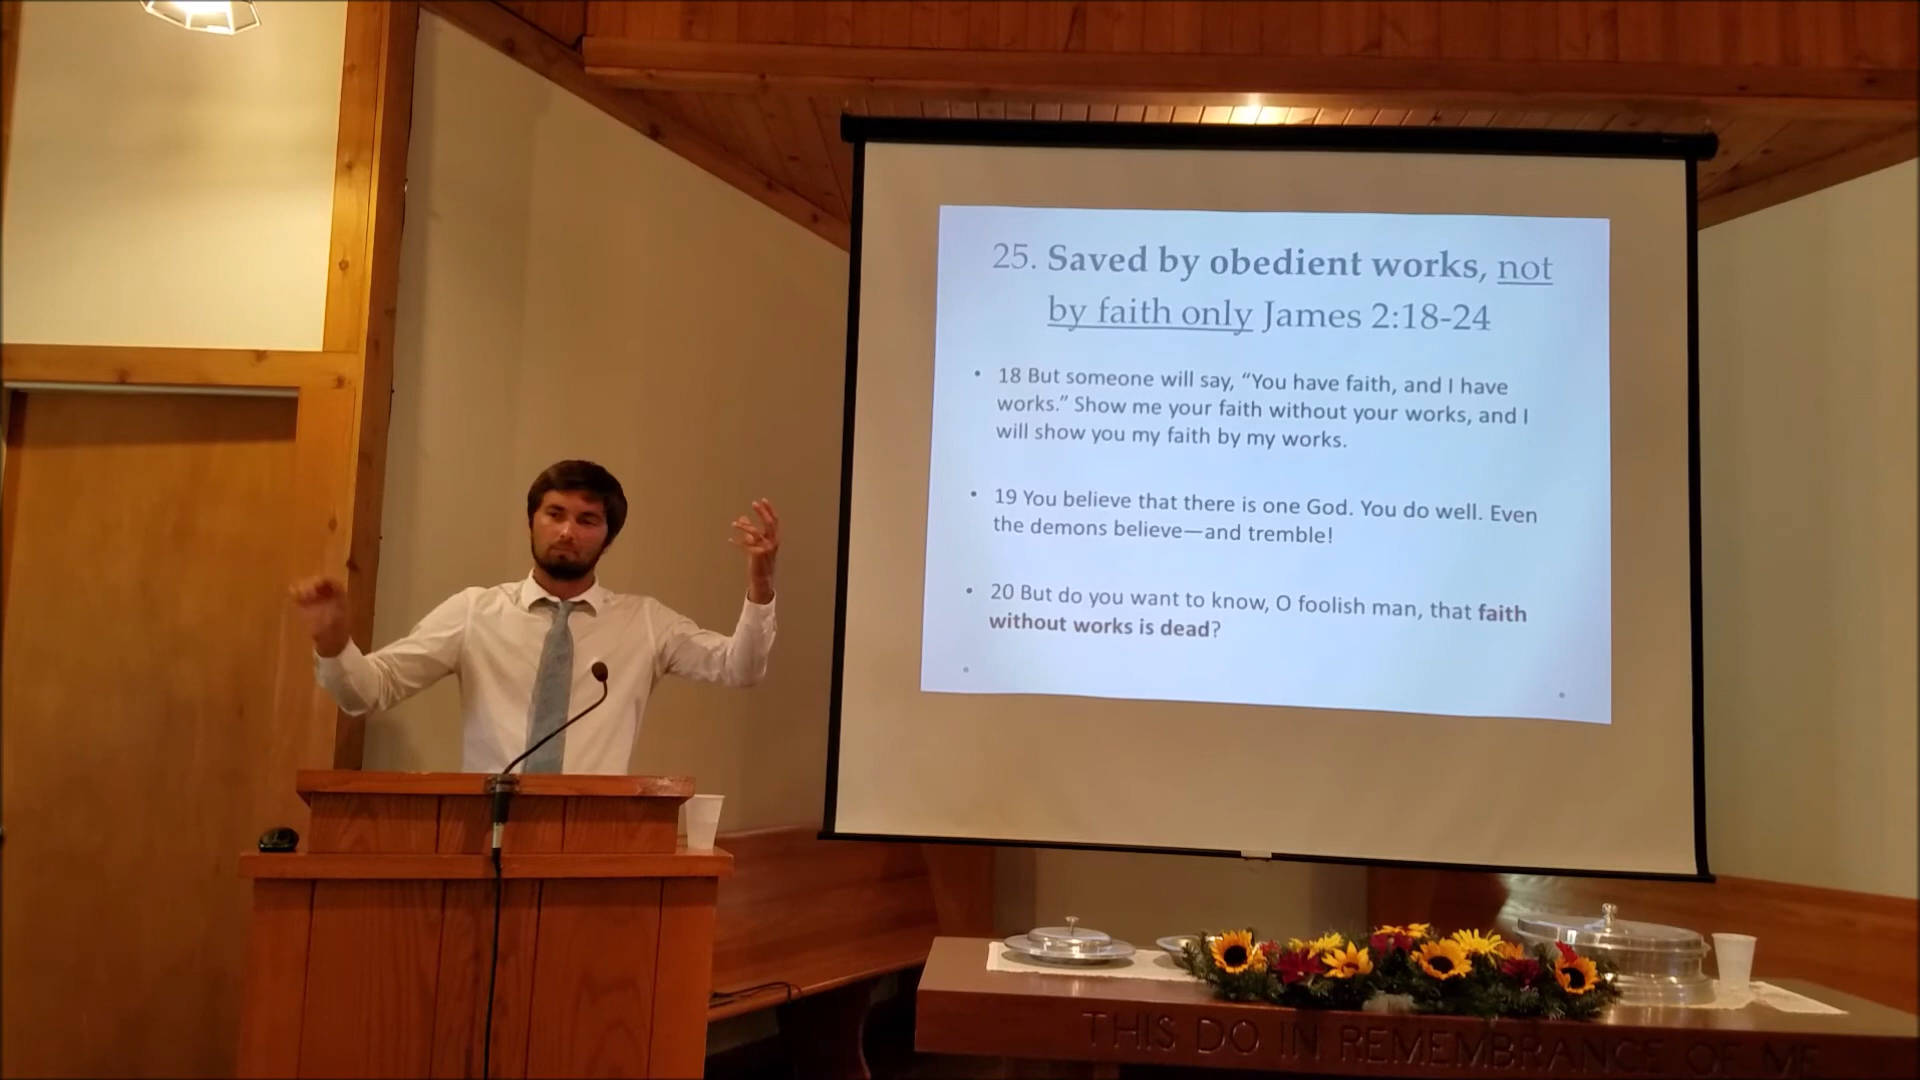 25. Saved by obedient works, not
by faith only James 2:18-24
• 18 But someone will say, “You have faith, and I have
works.” Show me your faith without your works, and I
will show you my faith by my works.
• 19 You believe that there is one God. You do well. Even
the demons believe—and tremble!
• 20 But do you want to know, O foolish man, that faith
without works is dead?
THIS DO IN REMEMBRANCE OF ME